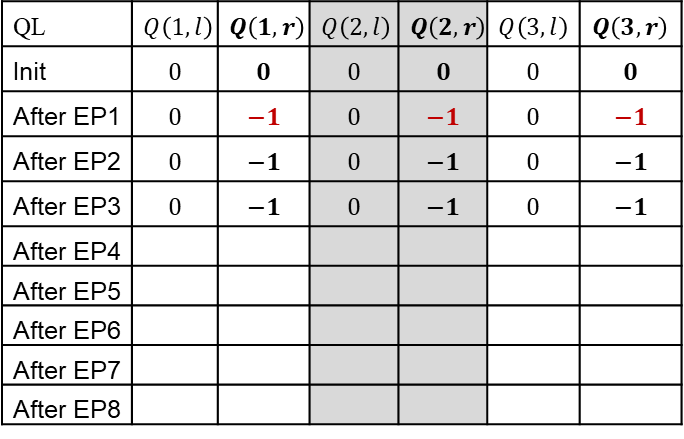 QL Q(1, l) Q(1, r) Q(2, l) Q(2, r) Q(3, l) Q(3, r)
Init 0 0 0 0 0 0
After EP1 0 −1 0 −1 0 −1
After EP2 0 −1 0 −1 0 −1
After EP3 0 −1 0 −1 0 −1
After EP4
After EP5
After EP6
After EP7
After EP8